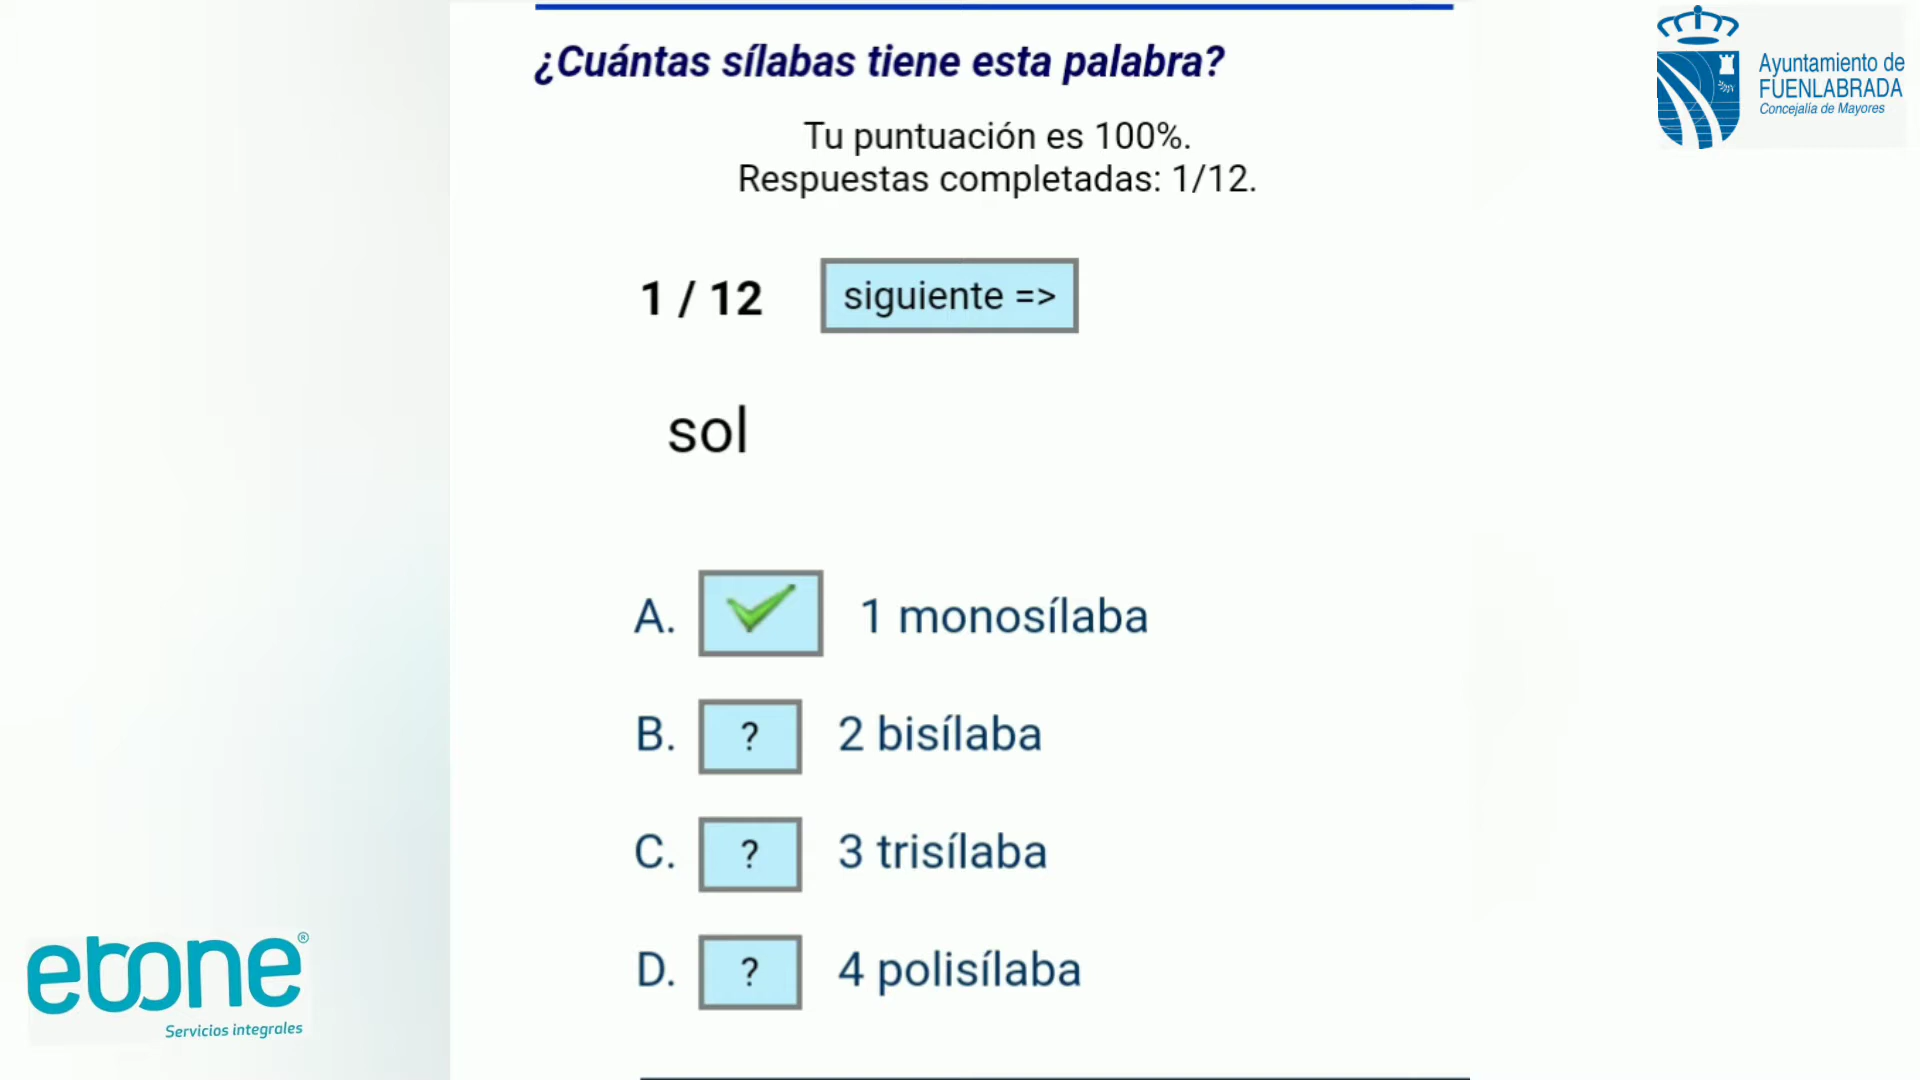 ¿Cuántas sílabas tiene esta palabra?
Tu puntuación es 100%.
Respuestas completadas: 1/12.
1 / 12
siguiente =>
sol
A. 1 monosílaba
B. ? 2 bisílaba
C. ? 3 trisílaba
D. ? 4 polisílaba
Ayuntamiento de
FUENLABRADA
Concejalía de Mayores
ebone®
Servicios integrales